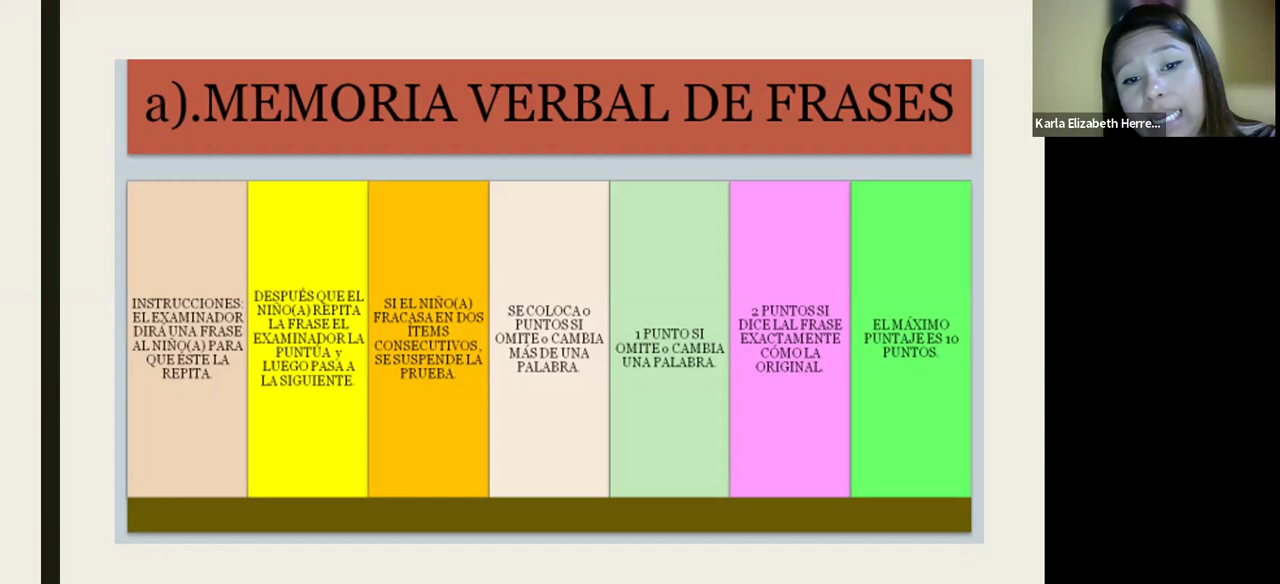 a).MEMORIA VERBAL DE FRASES
INSTRUCCIONES:
EL EXAMINADOR
DIRÁ UNA FRASE
AL NIÑO(A) PARA
QUE ÉSTE LA
REPITA.
DESPUÉS QUE EL
NIÑO(A) REPITA
LA FRASE EL
EXAMINADOR LA
PUNTÚA y
LUEGO PASA A
LA SIGUIENTE.
SI EL NIÑO(A)
FRACASA EN DOS
ÍTEMS
CONSECUTIVOS,
SE SUSPENDE LA
PRUEBA.
SE COLOCA 0
PUNTOS SI
OMITE o CAMBIA
MÁS DE UNA
PALABRA.
1 PUNTO SI
OMITE o CAMBIA
UNA PALABRA.
2 PUNTOS SI
DICE LAL FRASE
EXACTAMENTE
CÓMO LA
ORIGINAL.
EL MÁXIMO
PUNTAJE ES 10
PUNTOS.
Karla Elizabeth Herre...